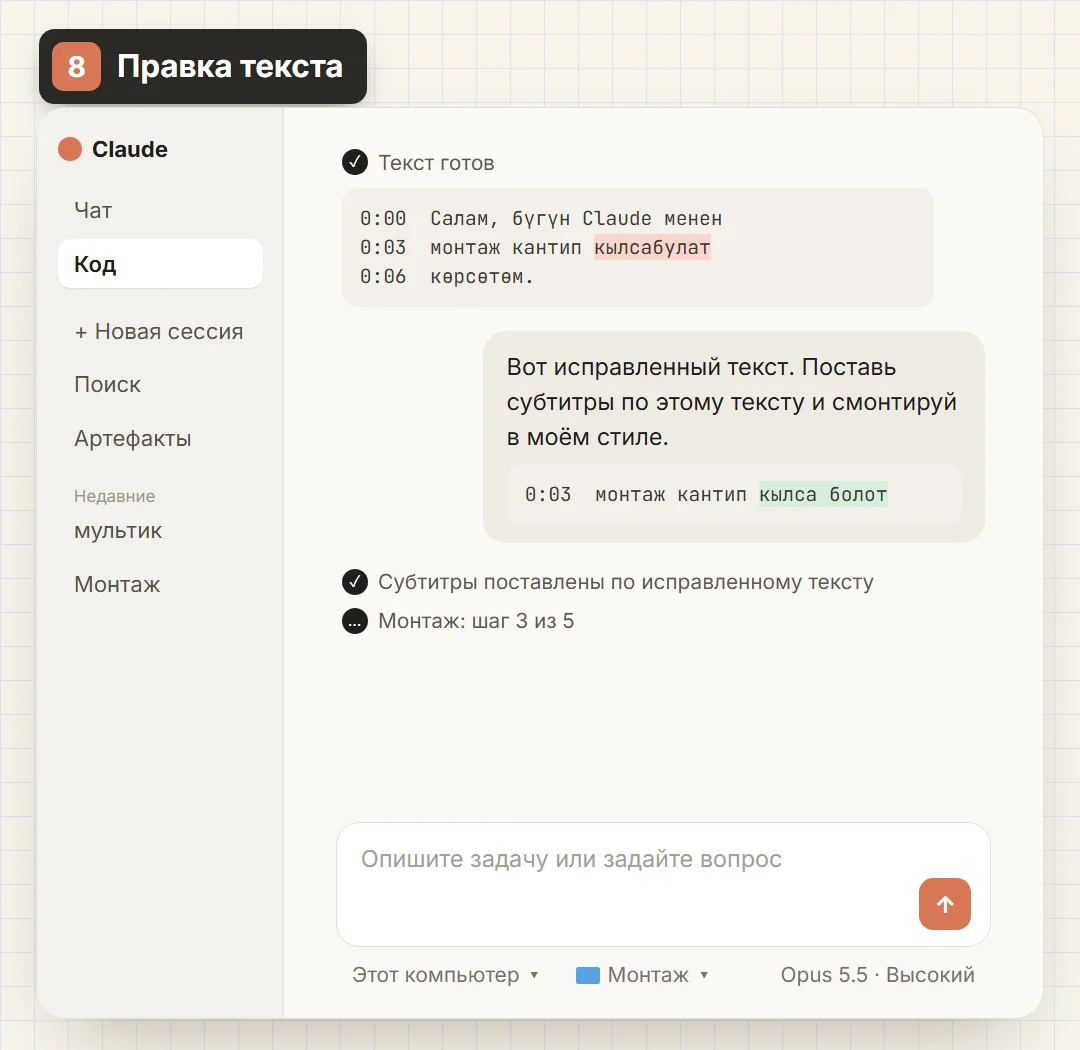 8 Правка текста
Claude
Чат
Код
+ Новая сессия
Поиск
Артефакты
Недавние
мультик
Монтаж
✓ Текст готов
0:00 Салам, бүгүн Claude менен
0:03 монтаж кантип кылсабулат
0:06 көрсөтөм.
Вот исправленный текст. Поставь
субтитры по этому тексту и смонтируй
в моём стиле.
0:03 монтаж кантип кылса болот
✓ Субтитры поставлены по исправленному тексту
… Монтаж: шаг 3 из 5
Опишите задачу или задайте вопрос
Этот компьютер ▾ Монтаж ▾ Opus 5.5 · Высокий